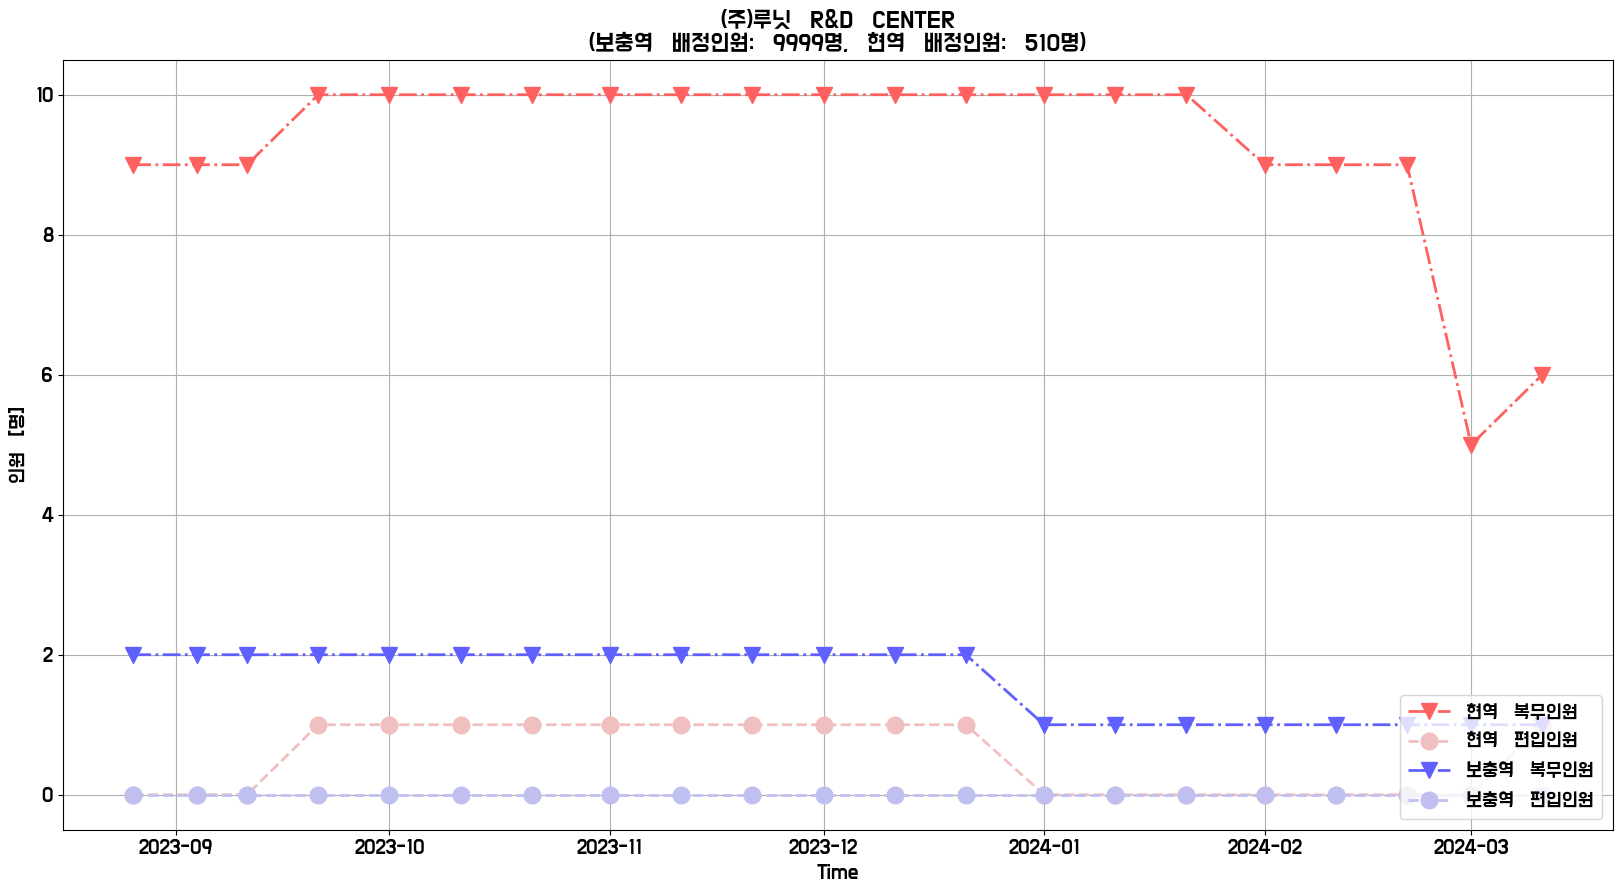 (주)루닛 R&D CENTER
(보충역 배정인원: 9999명, 현역 배정인원: 510명)
10
8
6
4
2
0
인원 [명]
현역 복무인원
현역 편입인원
보충역 복무인원
보충역 편입인원
2023-09 2023-10 2023-11 2023-12 2024-01 2024-02 2024-03
Time